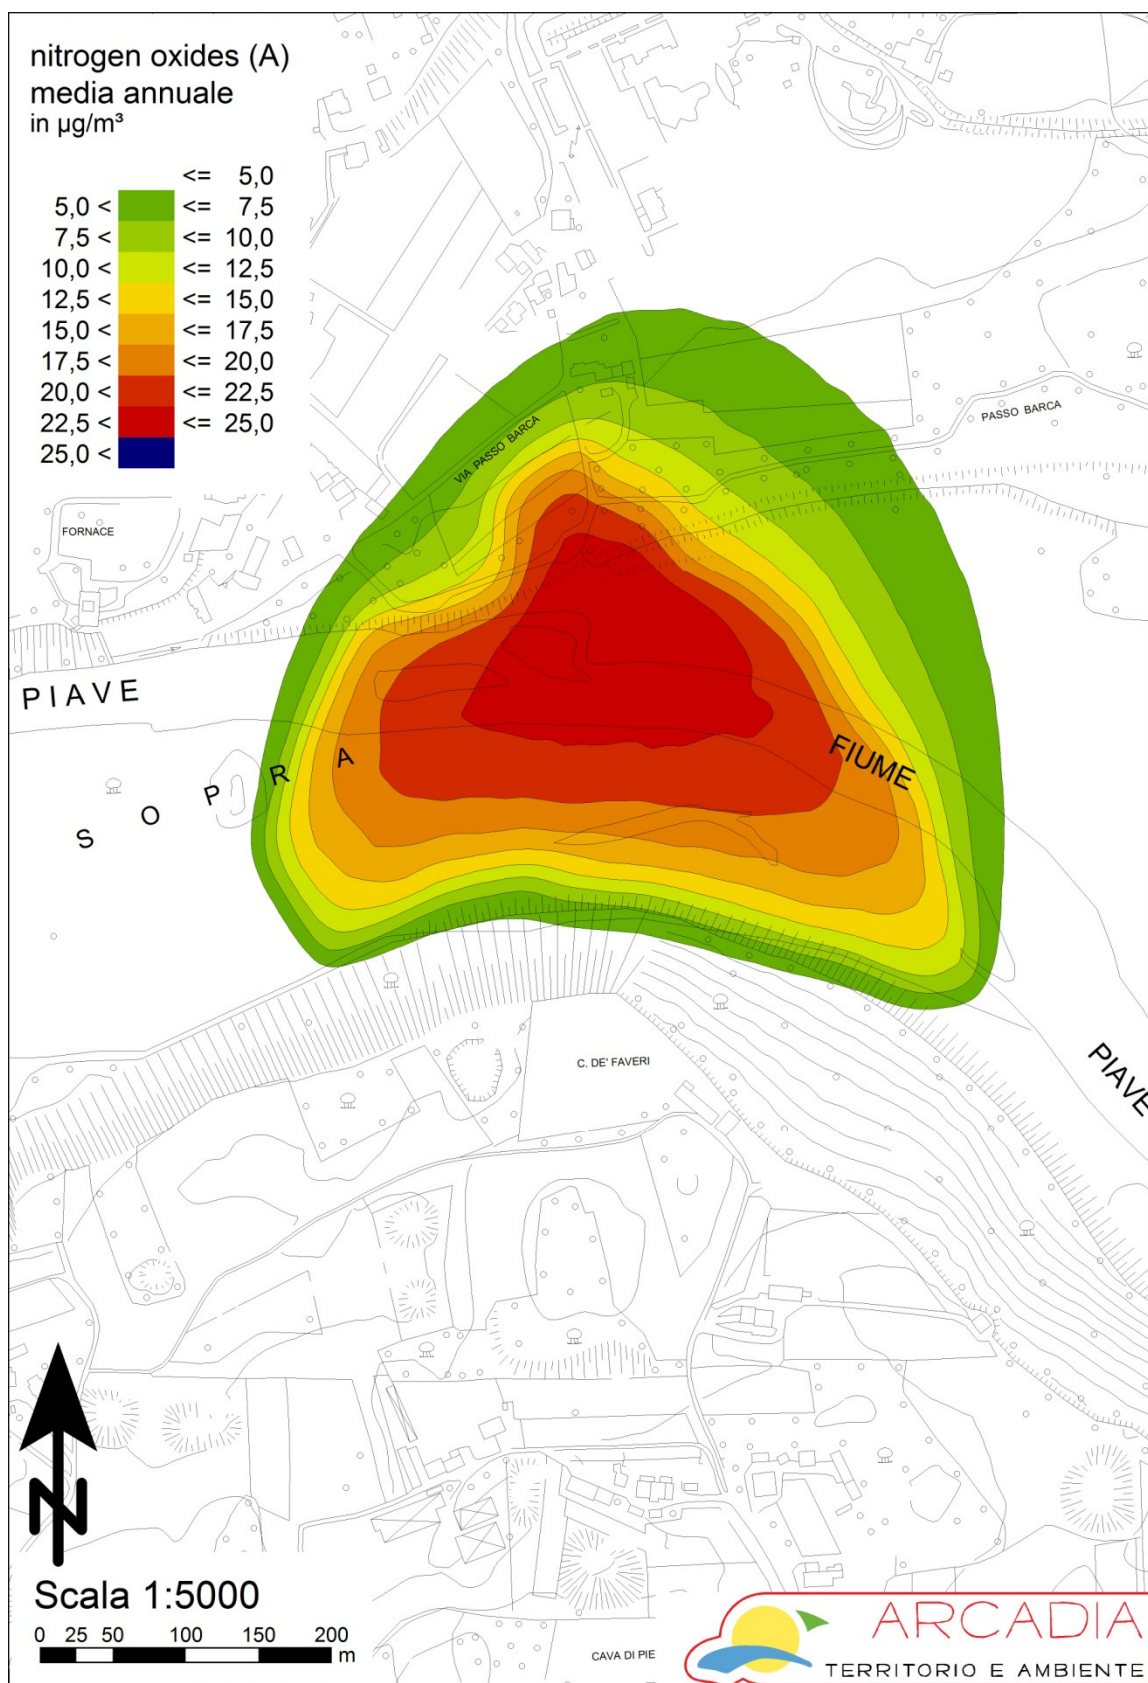 nitrogen oxides (A)
media annuale
in µg/m³
<= 5,0
5,0 < <= 7,5
7,5 < <= 10,0
10,0 < <= 12,5
12,5 < <= 15,0
15,0 < <= 17,5
17,5 < <= 20,0
20,0 < <= 22,5
22,5 < <= 25,0
25,0 <
PASSO BARCA
VIA PASSO BARCA
FORNACE
PIAVE
FIUME
SOPRA
PIAVE
C. DE' FAVERI
N
Scala 1:5000
0 25 50 100 150 200
m
CAVA DI PIE
ARCADIA
TERRITORIO E AMBIENTE